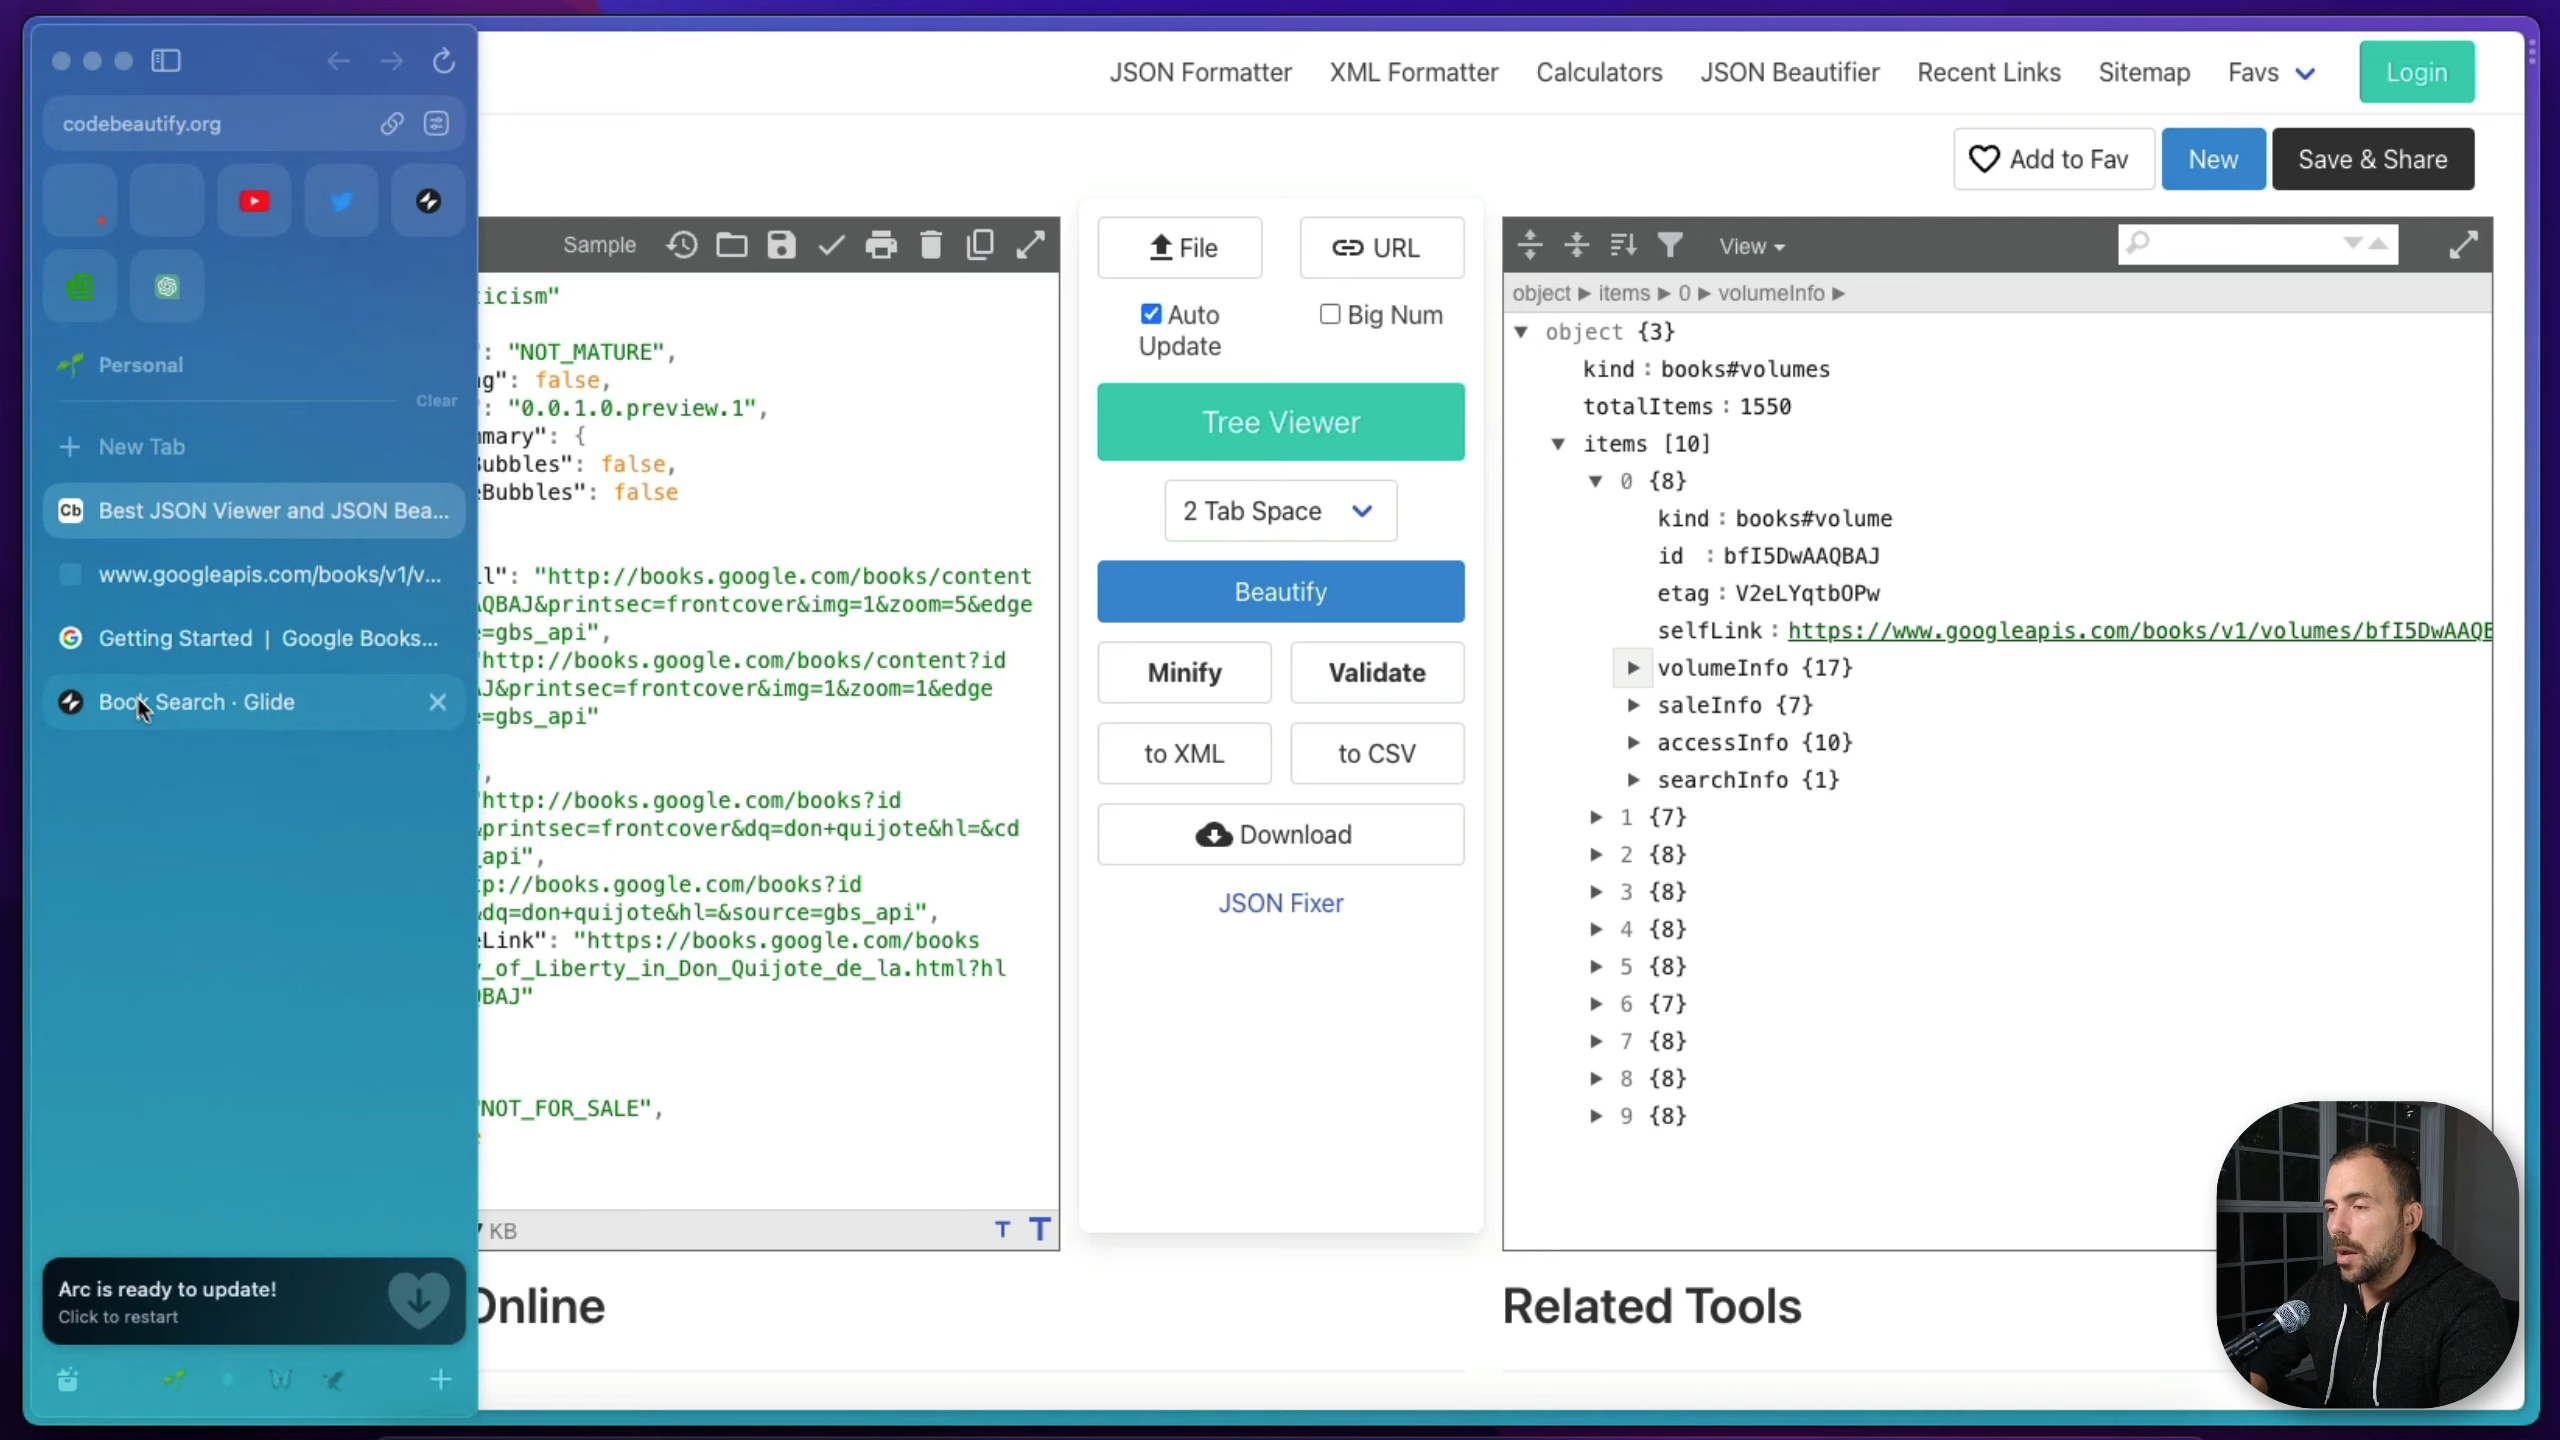 codebeautify.org
Personal
Clear
New Tab
Cb
Best JSON Viewer and JSON Bea...
www.googleapis.com/books/v1/v...
Getting Started | Google Books...
Book Search · Glide
Arc is ready to update!
Click to restart
JSON Formatter
XML Formatter
Calculators
JSON Beautifier
Recent Links
Sitemap
Favs
Login
Add to Fav
New
Save & Share
Sample
icism"
: "NOT_MATURE",
g": false,
: "0.0.1.0.preview.1",
mmary": {
Bubbles": false,
eBubbles": false
l": "http://books.google.com/books/content
QBAJ&printsec=frontcover&img=1&zoom=5&edge
=gbs_api",
"http://books.google.com/books/content?id
J&printsec=frontcover&img=1&zoom=1&edge
=gbs_api"
,
"http://books.google.com/books?id
&printsec=frontcover&dq=don+quijote&hl=&cd
_api",
tp://books.google.com/books?id
&dq=don+quijote&hl=&source=gbs_api",
eLink": "https://books.google.com/books
y_of_Liberty_in_Don_Quijote_de_la.html?hl
QBAJ"
"NOT_FOR_SALE",
KB
T T
File
URL
Auto Update
Big Num
Tree Viewer
2 Tab Space
Beautify
Minify
Validate
to XML
to CSV
Download
JSON Fixer
View
object ► items ► 0 ► volumeInfo ►
object {3}
kind : books#volumes
totalItems : 1550
items [10]
0 {8}
kind : books#volume
id : bfI5DwAAQBAJ
etag : V2eLYqtbOPw
selfLink : https://www.googleapis.com/books/v1/volumes/bfI5DwAAQB
volumeInfo {17}
saleInfo {7}
accessInfo {10}
searchInfo {1}
1 {7}
2 {8}
3 {8}
4 {8}
5 {8}
6 {7}
7 {8}
8 {8}
9 {8}
Online
Related Tools